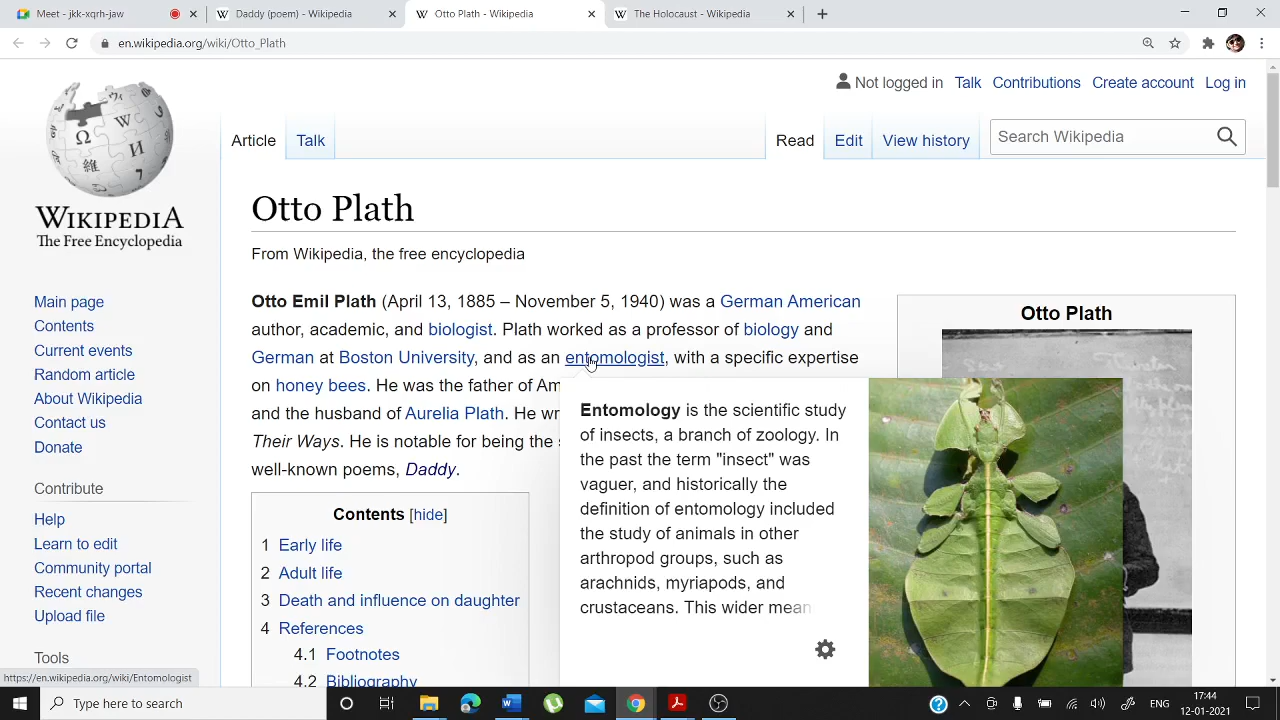 Meet - jkk-xqrh-jaw
Daddy (poem) - Wikipedia
Otto Plath - Wikipedia
The Holocaust - Wikipedia
en.wikipedia.org/wiki/Otto_Plath
Not logged in Talk Contributions Create account Log in
Article Talk Read Edit View history Search Wikipedia
WIKIPEDIA
The Free Encyclopedia
Main page
Contents
Current events
Random article
About Wikipedia
Contact us
Donate
Contribute
Help
Learn to edit
Community portal
Recent changes
Upload file
Tools
Otto Plath
From Wikipedia, the free encyclopedia
Otto Emil Plath (April 13, 1885 – November 5, 1940) was a German American
author, academic, and biologist. Plath worked as a professor of biology and
German at Boston University, and as an entomologist, with a specific expertise
on honey bees. He was the father of Am
and the husband of Aurelia Plath. He wr
Their Ways. He is notable for being the s
well-known poems, Daddy.
Contents [hide]
1 Early life
2 Adult life
3 Death and influence on daughter
4 References
4.1 Footnotes
4.2 Bibliography
Otto Plath
Entomology is the scientific study
of insects, a branch of zoology. In
the past the term "insect" was
vaguer, and historically the
definition of entomology included
the study of animals in other
arthropod groups, such as
arachnids, myriapods, and
crustaceans. This wider mean
https://en.wikipedia.org/wiki/Entomologist
Type here to search
ENG
17:44
12-01-2021